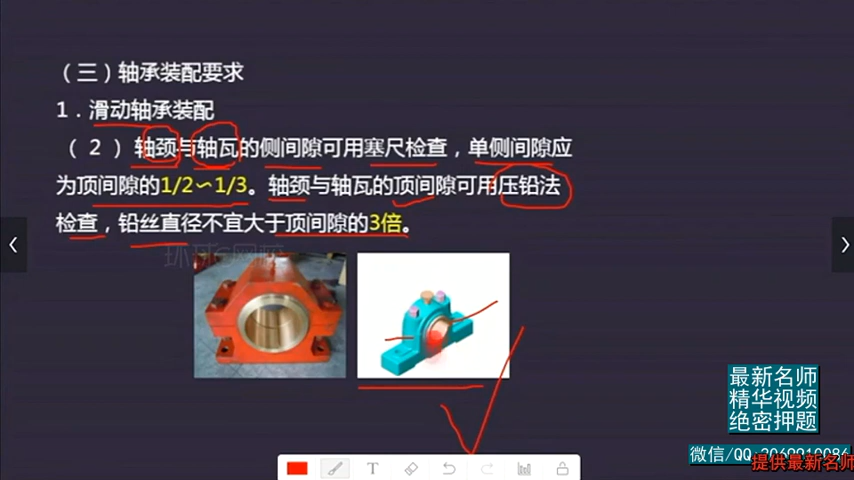 （三）轴承装配要求
1．滑动轴承装配
（2）轴颈与轴瓦的侧间隙可用塞尺检查，单侧间隙应
为顶间隙的1/2～1/3。轴颈与轴瓦的顶间隙可用压铅法
检查，铅丝直径不宜大于顶间隙的3倍。
环球网校
最新名师
精华视频
绝密押题
微信/QQ:
提供最新名师
T